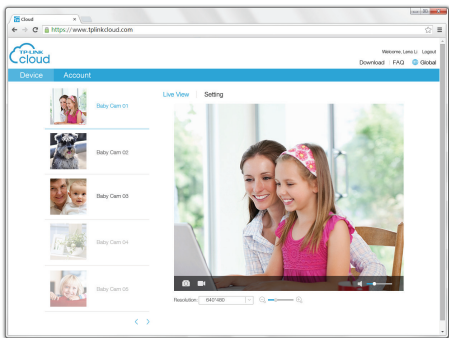 Cloud
https://www.tplinkcloud.com
TP-LINK
cloud
Welcome, Lana Li Logout
Download FAQ Global
Device Account
Live View Setting
Baby Cam 01
Baby Cam 02
Baby Cam 03
Baby Cam 04
Baby Cam 05
Resolution: 640*480